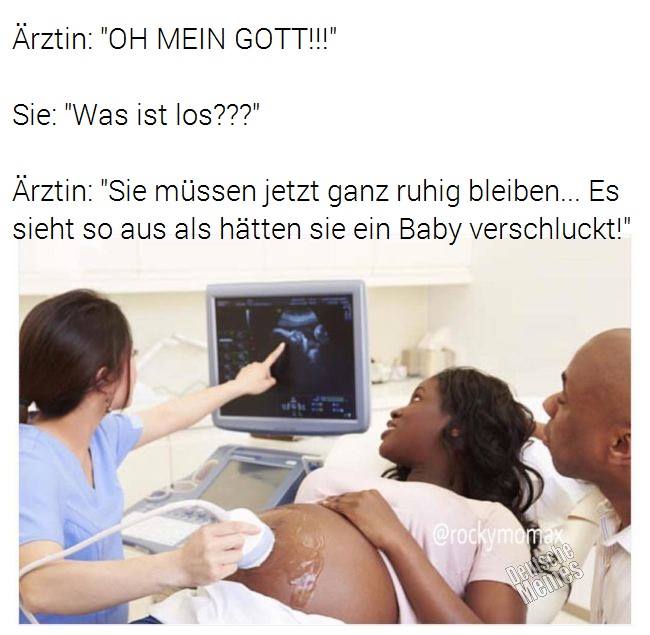 Ärztin: "OH MEIN GOTT!!!"
Sie: "Was ist los???"
Ärztin: "Sie müssen jetzt ganz ruhig bleiben... Es
sieht so aus als hätten sie ein Baby verschluckt!"
@rockymomax
Deutsche
Memes